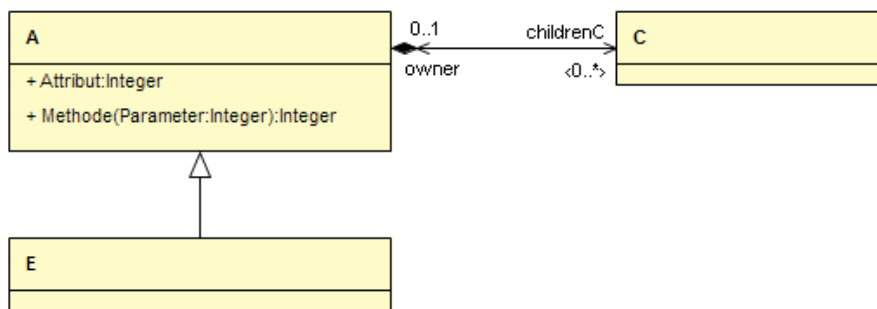 A
0..1
childrenC
C
+ Attribut:Integer
owner
<0..*>
+ Methode(Parameter:Integer):Integer
E